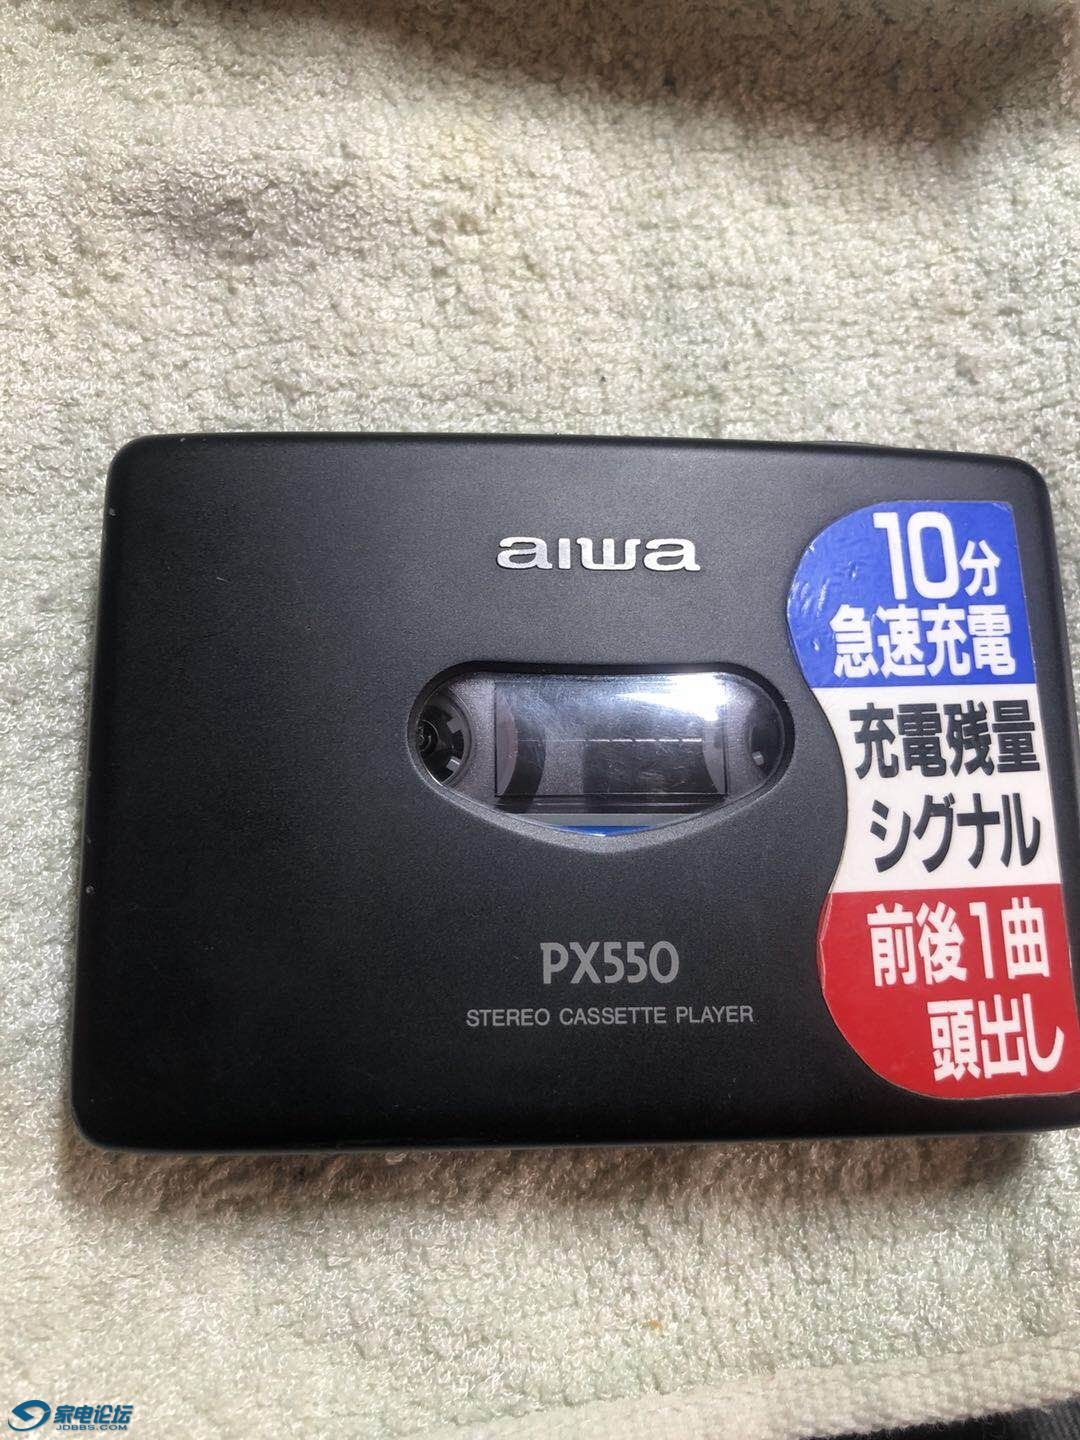 aiwa
10分
急速充電
充電残量
シグナル
前後1曲
頭出し
PX550
STEREO CASSETTE PLAYER
家电论坛
JDBBS.COM